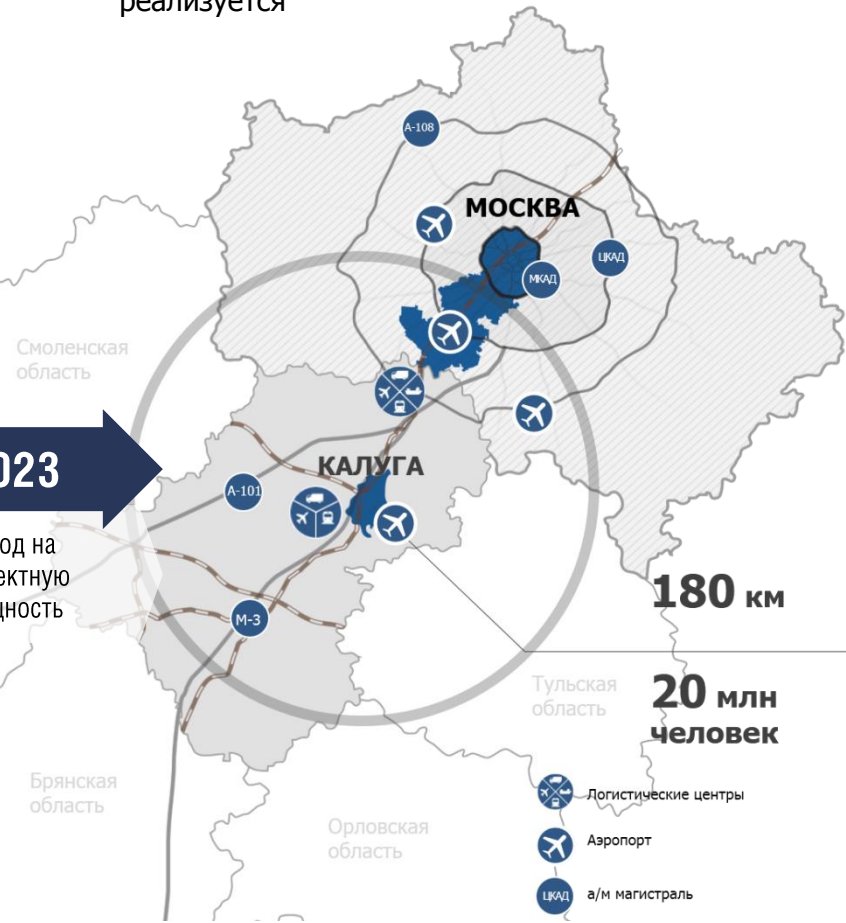 реализуется
А-108
МОСКВА
ЦКАД
МКАД
Смоленская
область
023
КАЛУГА
А-101
од на
ектную
ность
М-3
180 км
20 млн
человек
Тульская
область
Брянская
область
Орловская
область
Логистические центры
Аэропорт
ЦКАД
а/м магистраль